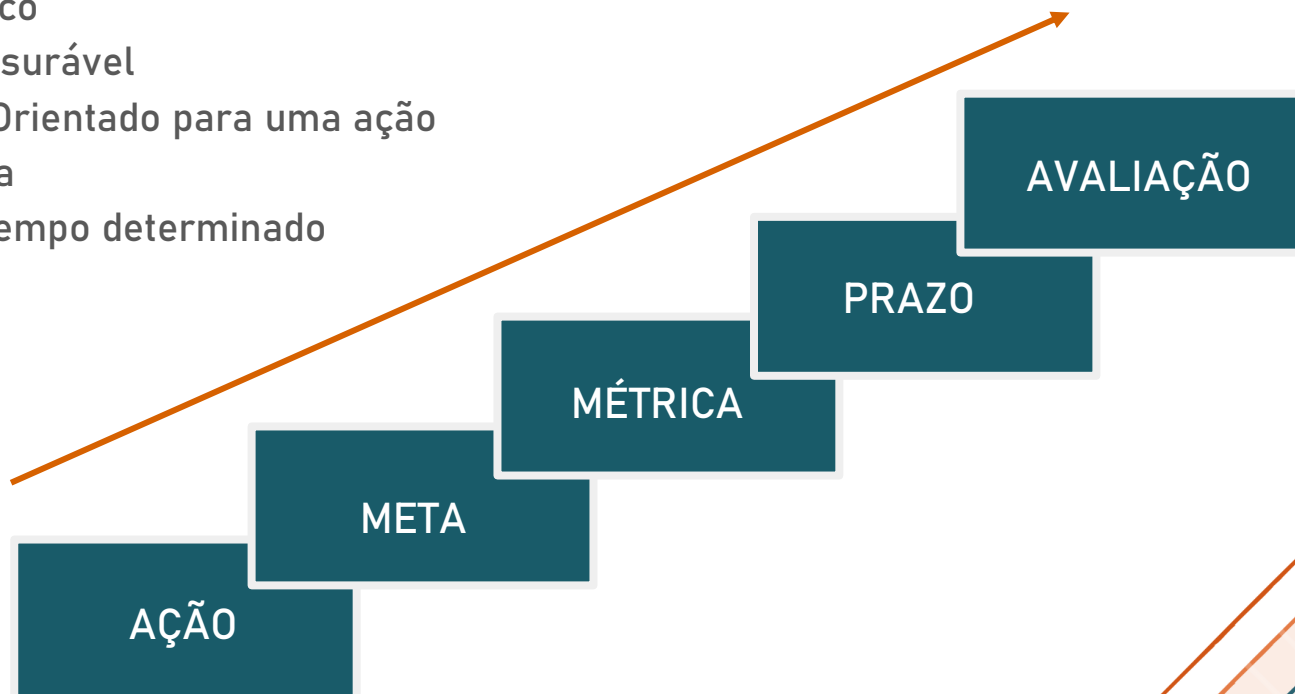 co
surável
Orientado para uma ação
a
empo determinado
AVALIAÇÃO
PRAZO
MÉTRICA
META
AÇÃO